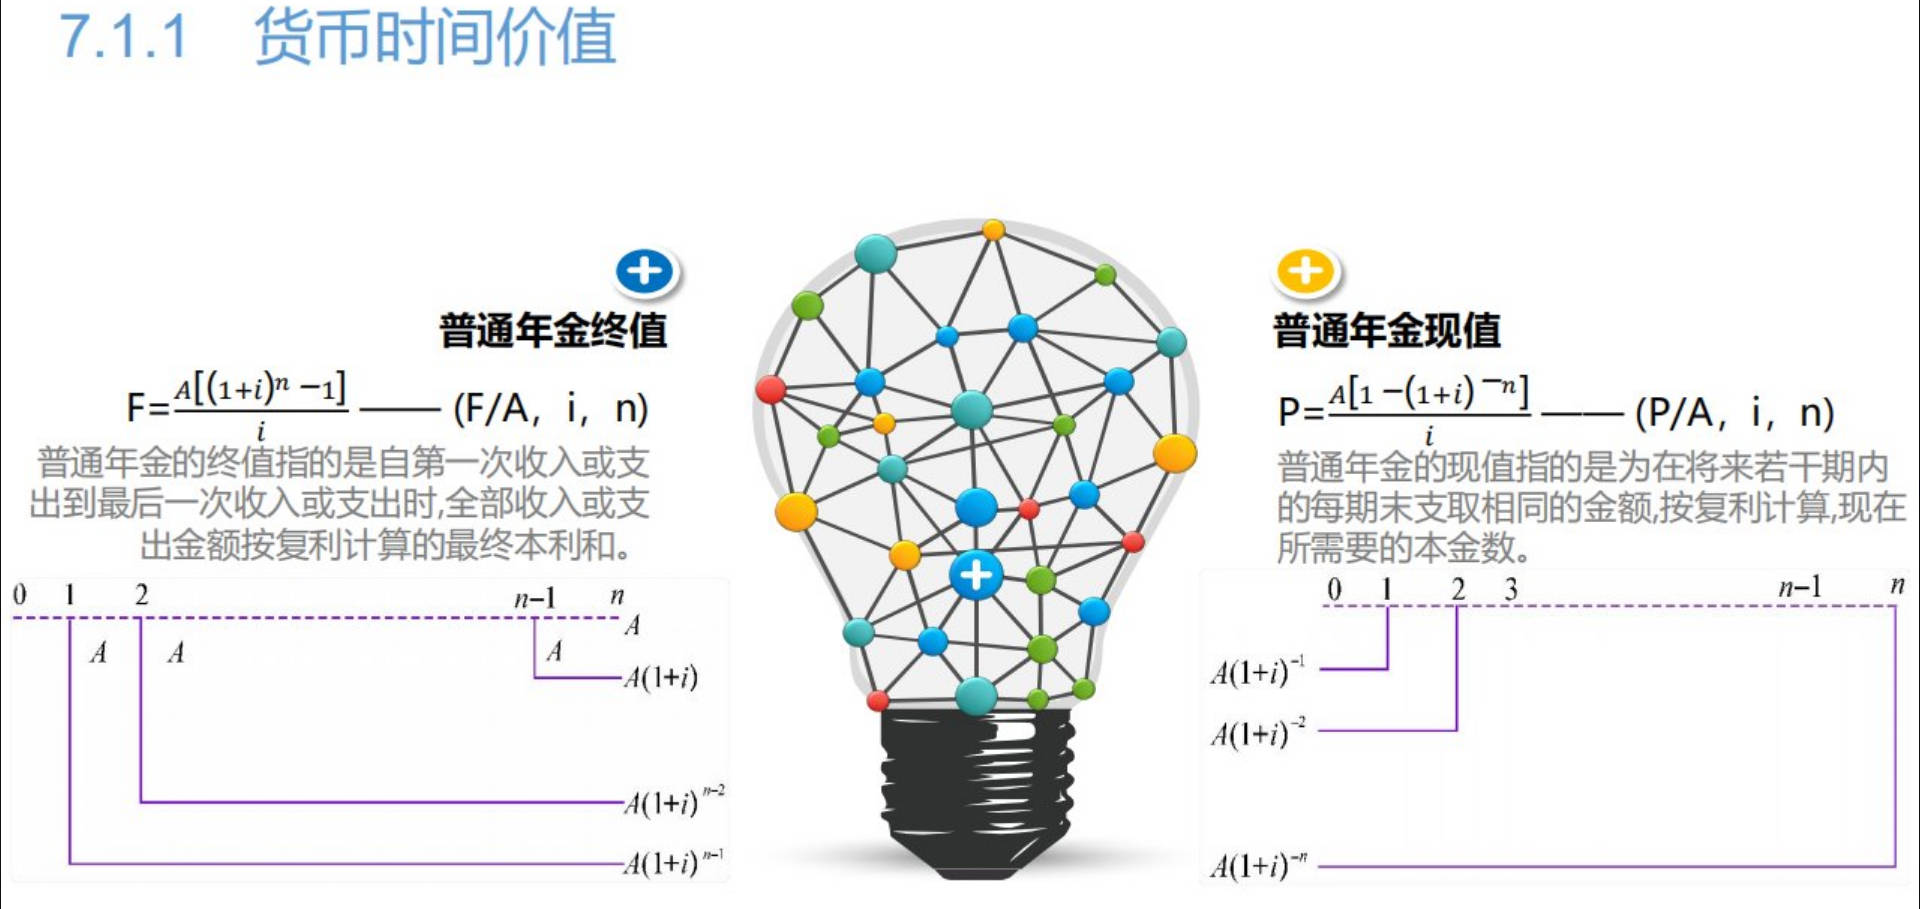 7.1.1 货币时间价值
普通年金终值
F=A[(1+i)ⁿ −1]/i —— (F/A, i, n)
普通年金的终值指的是自第一次收入或支
出到最后一次收入或支出时,全部收入或支
出金额按复利计算的最终本利和。
0 1 2 n−1 n
A
A A A
A(1+i)
A(1+i)ⁿ⁻²
A(1+i)ⁿ⁻¹
普通年金现值
P=A[1 −(1+i)⁻ⁿ]/i —— (P/A, i, n)
普通年金的现值指的是为在将来若干期内
的每期末支取相同的金额,按复利计算,现在
所需要的本金数。
0 1 2 3 n−1 n
A(1+i)⁻¹
A(1+i)⁻²
A(1+i)⁻ⁿ